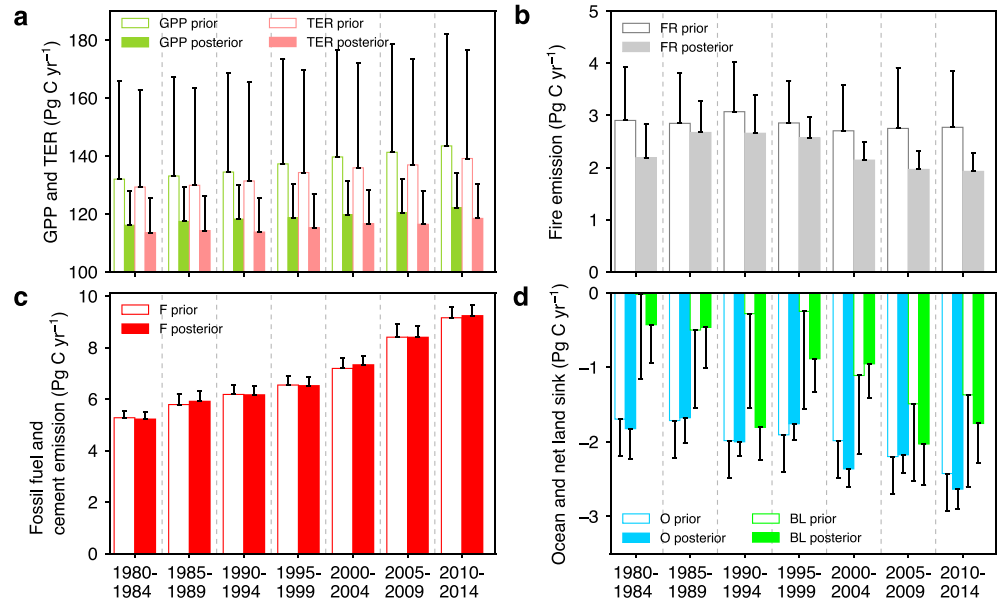 a
GPP prior
TER prior
GPP posterior
TER posterior
GPP and TER (Pg C yr⁻¹)
180
160
140
120
100
b
FR prior
FR posterior
Fire emission (Pg C yr⁻¹)
5
4
3
2
1
0
c
F prior
F posterior
Fossil fuel and
cement emission (Pg C yr⁻¹)
10
8
6
4
2
0
1980-
1984
1985-
1989
1990-
1994
1995-
1999
2000-
2004
2005-
2009
2010-
2014
d
Ocean and net land sink (Pg C yr⁻¹)
0
−1
−2
−3
O prior
BL prior
O posterior
BL posterior
1980-
1984
1985-
1989
1990-
1994
1995-
1999
2000-
2004
2005-
2009
2010-
2014